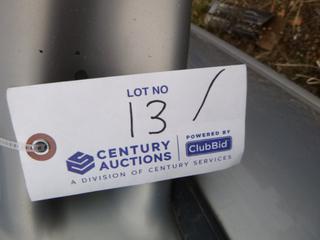 LOT NO
13 /
CENTURY
AUCTIONS
POWERED BY
ClubBid
A DIVISION OF CENTURY SERVICES